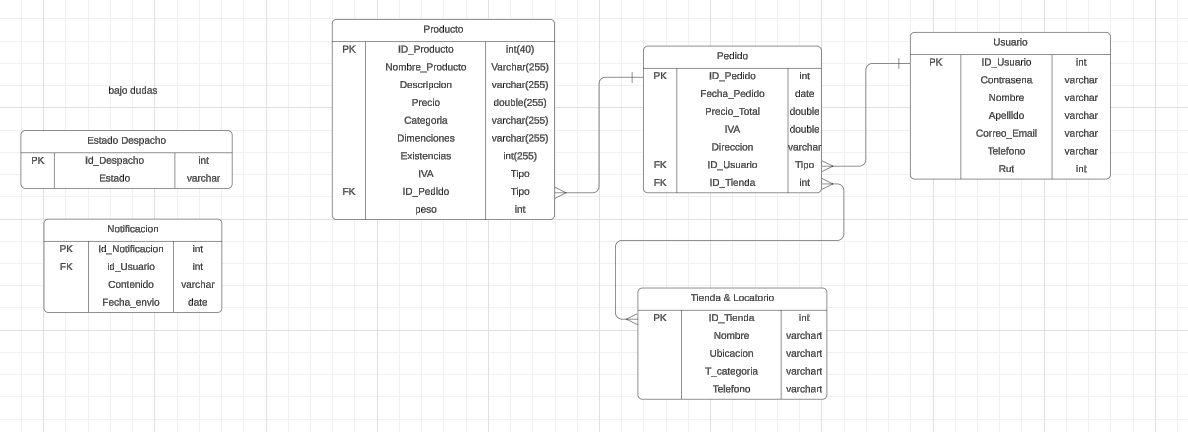 bajo dudas
Estado Despacho
PK Id_Despacho int
Estado varchar
Notificacion
PK Id_Notificacion int
FK id_Usuario int
Contenido varchar
Fecha_envio date
Producto
PK ID_Producto int(40)
Nombre_Producto Varchar(255)
Descripcion varchar(255)
Precio double(255)
Categoria varchar(255)
Dimenciones varchar(255)
Existencias int(255)
IVA Tipo
FK ID_Pedido Tipo
peso int
Pedido
PK ID_Pedido int
Fecha_Pedido date
Precio_Total double
IVA double
Direccion varchar
FK ID_Usuario Tipo
FK ID_Tienda int
Usuario
PK ID_Usuario int
Contrasena varchar
Nombre varchar
Apellido varchar
Correo_Email varchar
Telefono varchar
Rut int
Tienda & Locatorio
PK ID_Tienda int
Nombre varchart
Ubicacion varchart
T_categoria varchart
Telefono varchart